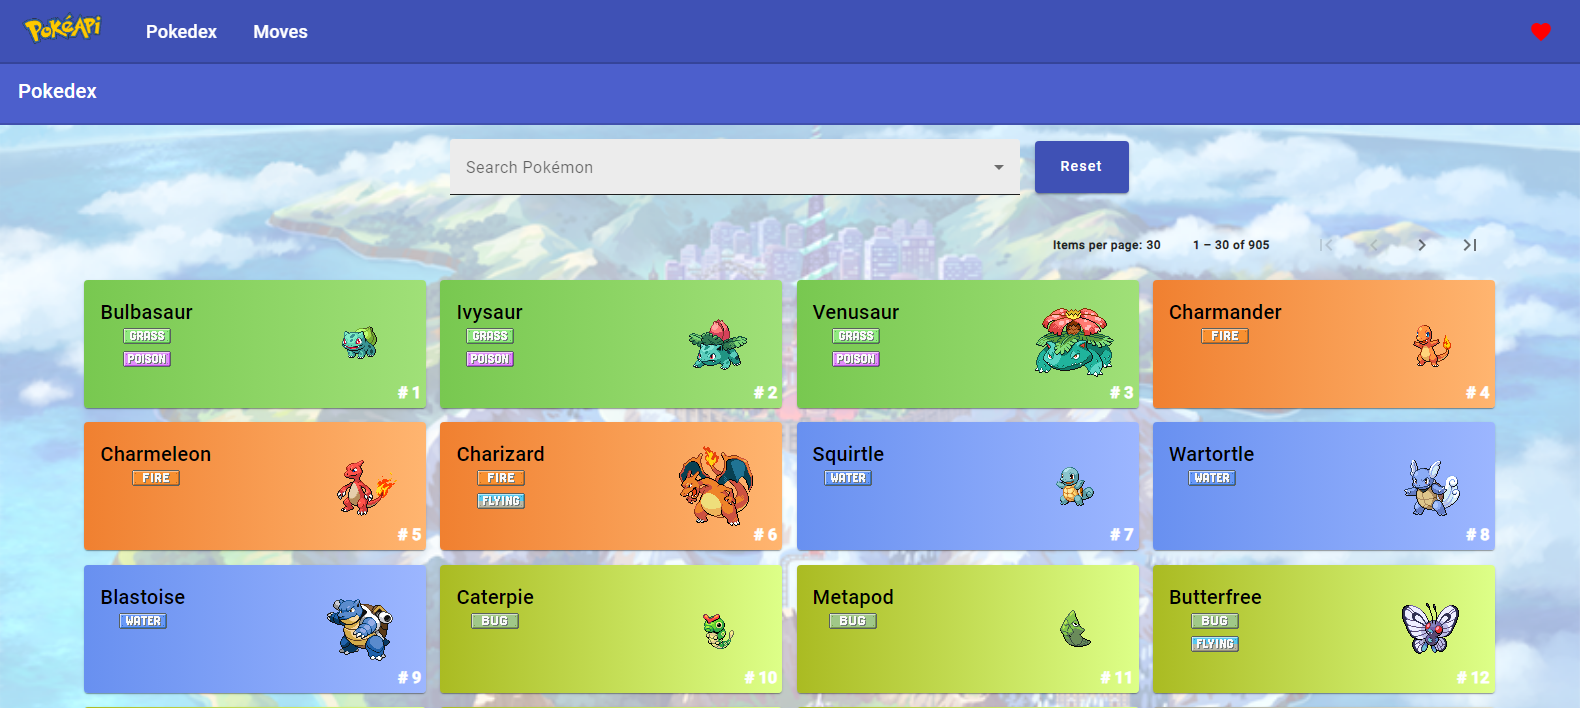 PokéApi
Pokedex
Moves
Pokedex
Search Pokémon
Reset
Items per page: 30
1 – 30 of 905
Bulbasaur
GRASS
POISON
# 1
Ivysaur
GRASS
POISON
# 2
Venusaur
GRASS
POISON
# 3
Charmander
FIRE
# 4
Charmeleon
FIRE
# 5
Charizard
FIRE
FLYING
# 6
Squirtle
WATER
# 7
Wartortle
WATER
# 8
Blastoise
WATER
# 9
Caterpie
BUG
# 10
Metapod
BUG
# 11
Butterfree
BUG
FLYING
# 12